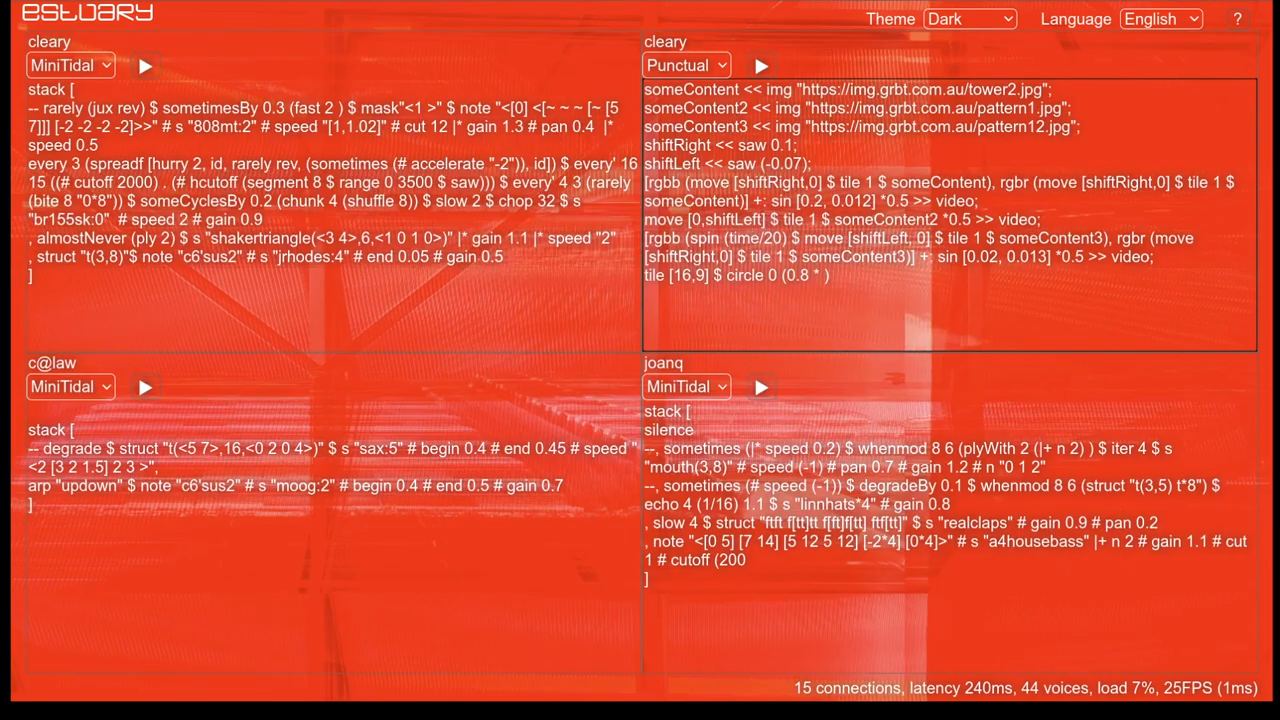 estuary
Theme Dark Language English ?
cleary
MiniTidal
stack [
-- rarely (jux rev) $ sometimesBy 0.3 (fast 2 ) $ mask"<1 >" $ note "<[0] <[~ ~ ~ [~ [5
7]]] [-2 -2 -2 -2]>>" # s "808mt:2" # speed "[1,1.02]" # cut 12 |* gain 1.3 # pan 0.4  |*
speed 0.5
every 3 (spreadf [hurry 2, id, rarely rev, (sometimes (# accelerate "-2")), id]) $ every' 16
15 ((# cutoff 2000) . (# hcutoff (segment 8 $ range 0 3500 $ saw))) $ every' 4 3 (rarely
(bite 8 "0*8")) $ someCyclesBy 0.2 (chunk 4 (shuffle 8)) $ slow 2 $ chop 32 $ s
"br155sk:0"  # speed 2 # gain 0.9
, almostNever (ply 2) $ s "shakertriangle(<3 4>,6,<1 0 1 0>)" |* gain 1.1 |* speed "2"
, struct "t(3,8)"$ note "c6'sus2" # s "jrhodes:4" # end 0.05 # gain 0.5
]
cleary
Punctual
someContent << img "https://img.grbt.com.au/tower2.jpg";
someContent2 << img "https://img.grbt.com.au/pattern1.jpg";
someContent3 << img "https://img.grbt.com.au/pattern12.jpg";
shiftRight << saw 0.1;
shiftLeft << saw (-0.07);
[rgbb (move [shiftRight,0] $ tile 1 $ someContent), rgbr (move [shiftRight,0] $ tile 1 $
someContent)] +: sin [0.2, 0.012] *0.5 >> video;
move [0,shiftLeft] $ tile 1 $ someContent2 *0.5 >> video;
[rgbb (spin (time/20) $ move [shiftLeft, 0] $ tile 1 $ someContent3), rgbr (move
[shiftRight,0] $ tile 1 $ someContent3)] +: sin [0.02, 0.013] *0.5 >> video;
tile [16,9] $ circle 0 (0.8 * )
c@law
MiniTidal
stack [
-- degrade $ struct "t(<5 7>,16,<0 2 0 4>)" $ s "sax:5" # begin 0.4 # end 0.45 # speed "
<2 [3 2 1.5] 2 3 >",
arp "updown" $ note "c6'sus2" # s "moog:2" # begin 0.4 # end 0.5 # gain 0.7
]
joanq
MiniTidal
stack [
silence
--, sometimes (|* speed 0.2) $ whenmod 8 6 (plyWith 2 (|+ n 2) ) $ iter 4 $ s
"mouth(3,8)" # speed (-1) # pan 0.7 # gain 1.2 # n "0 1 2"
--, sometimes (# speed (-1)) $ degradeBy 0.1 $ whenmod 8 6 (struct "t(3,5) t*8") $
echo 4 (1/16) 1.1 $ s "linnhats*4" # gain 0.8
, slow 4 $ struct "ftft f[tt]tt f[ft]f[tt] ftf[tt]" $ s "realclaps" # gain 0.9 # pan 0.2
, note "<[0 5] [7 14] [5 12 5 12] [-2*4] [0*4]>" # s "a4housebass" |+ n 2 # gain 1.1 # cut
1 # cutoff (200
]
15 connections, latency 240ms, 44 voices, load 7%, 25FPS (1ms)